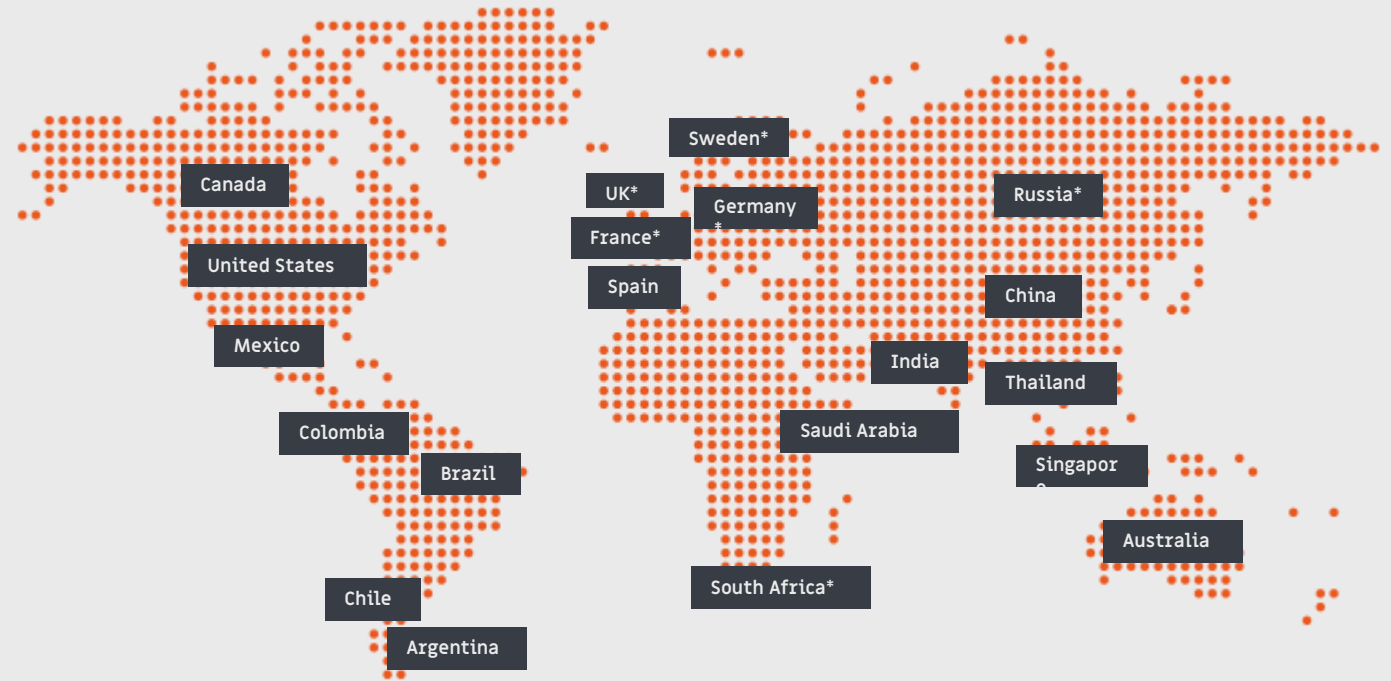 Sweden*
Canada
UK*
Russia*
Germany
*
France*
United States
Spain
China
Mexico
India
Thailand
Colombia
Saudi Arabia
Brazil
Singapor
e
Australia
South Africa*
Chile
Argentina